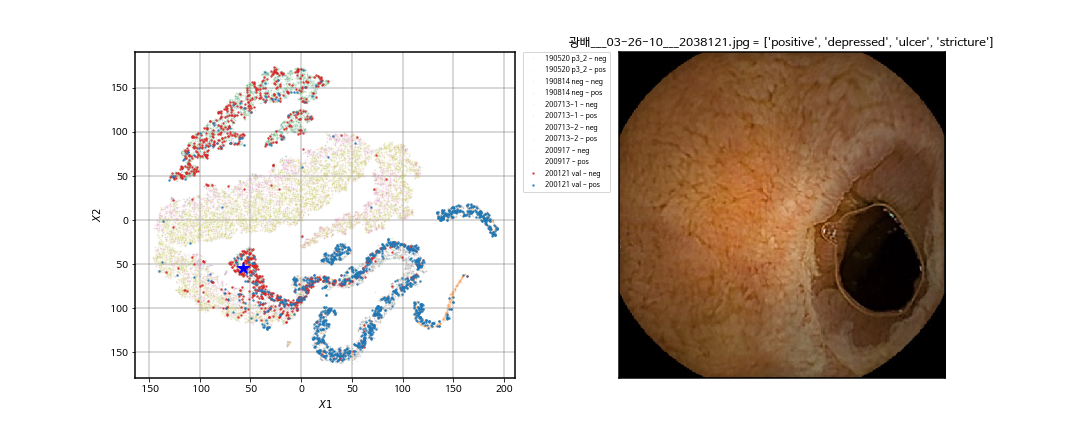 광배___03-26-10___2038121.jpg = ['positive', 'depressed', 'ulcer', 'stricture']
190520 p3_2 - neg
190520 p3_2 - pos
190814 neg - neg
190814 neg - pos
200713-1 - neg
200713-1 - pos
200713-2 - neg
200713-2 - pos
200917 - neg
200917 - pos
200121 val - neg
200121 val - pos
150
100
50
0
50
100
150
X2
150 100 50 0 50 100 150 200
X1